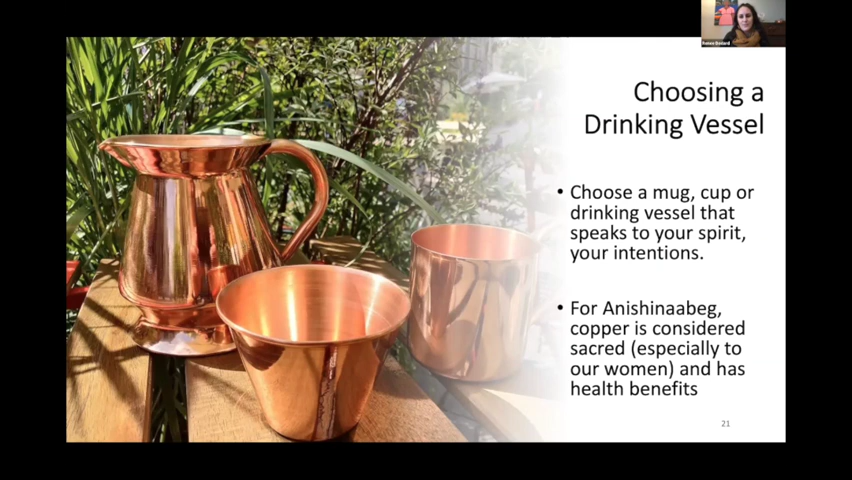 Choosing a
Drinking Vessel
• Choose a mug, cup or
drinking vessel that
speaks to your spirit,
your intentions.
• For Anishinaabeg,
copper is considered
sacred (especially to
our women) and has
health benefits
21